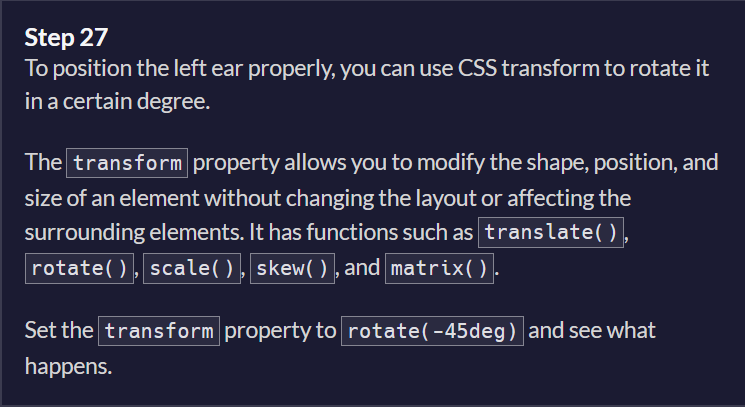 Step 27
To position the left ear properly, you can use CSS transform to rotate it
in a certain degree.
The transform property allows you to modify the shape, position, and
size of an element without changing the layout or affecting the
surrounding elements. It has functions such as translate(),
rotate(), scale(), skew(), and matrix().
Set the transform property to rotate(-45deg) and see what
happens.